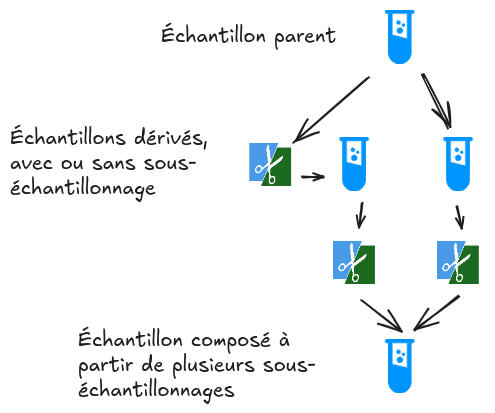 Échantillon parent
Échantillons dérivés,
avec ou sans sous-
échantillonnage
Échantillon composé à
partir de plusieurs sous-
échantillonnages